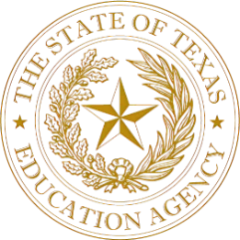 THE STATE OF TEXAS
EDUCATION AGENCY